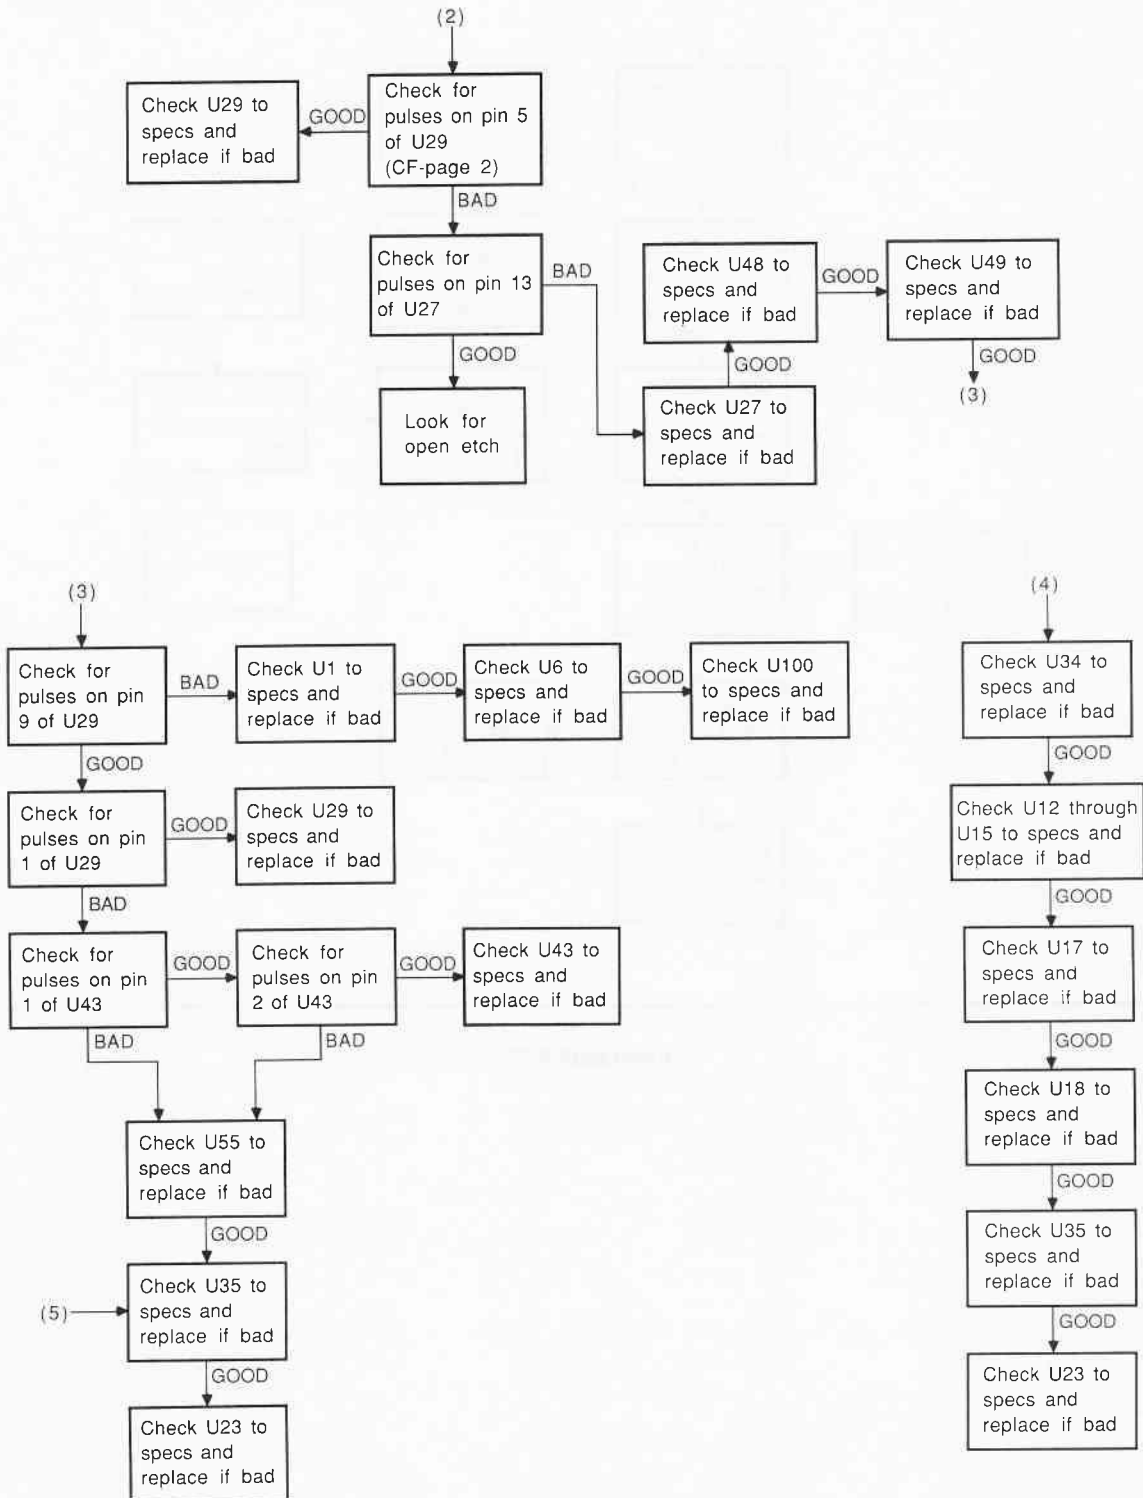 (2)
Check U29 to
specs and
replace if bad
GOOD
Check for
pulses on pin 5
of U29
(CF-page 2)
BAD
Check for
pulses on pin 13
of U27
BAD
GOOD
Look for
open etch
Check U48 to
specs and
replace if bad
GOOD
Check U49 to
specs and
replace if bad
GOOD
Check U27 to
specs and
replace if bad
GOOD
(3)
(3)
Check for
pulses on pin
9 of U29
BAD
Check U1 to
specs and
replace if bad
GOOD
Check U6 to
specs and
replace if bad
GOOD
Check U100
to specs and
replace if bad
GOOD
Check for
pulses on pin
1 of U29
GOOD
Check U29 to
specs and
replace if bad
BAD
Check for
pulses on pin
1 of U43
GOOD
Check for
pulses on pin
2 of U43
GOOD
Check U43 to
specs and
replace if bad
BAD
BAD
Check U55 to
specs and
replace if bad
GOOD
(5)
Check U35 to
specs and
replace if bad
GOOD
Check U23 to
specs and
replace if bad
(4)
Check U34 to
specs and
replace if bad
GOOD
Check U12 through
U15 to specs and
replace if bad
GOOD
Check U17 to
specs and
replace if bad
GOOD
Check U18 to
specs and
replace if bad
GOOD
Check U35 to
specs and
replace if bad
GOOD
Check U23 to
specs and
replace if bad